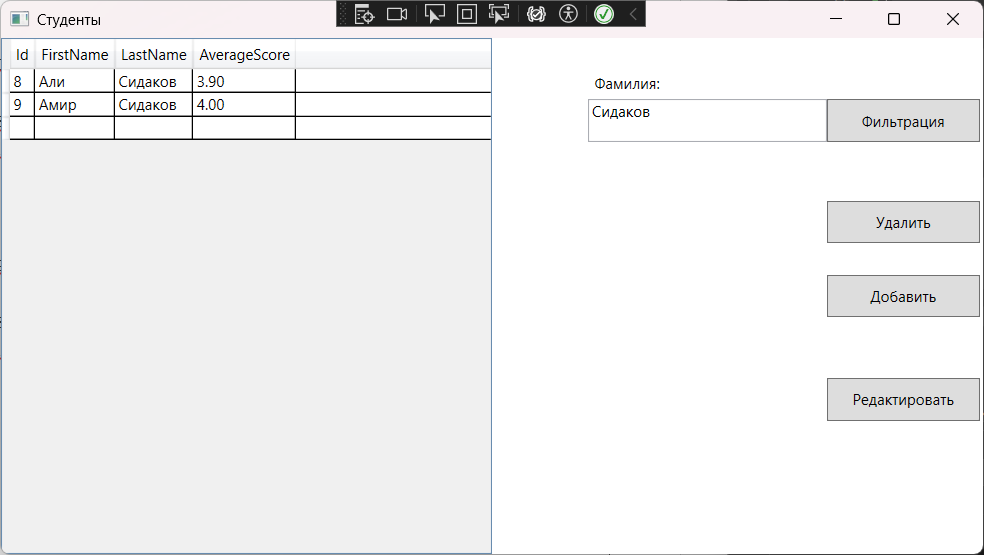 Студенты
Id FirstName LastName AverageScore
8 Али Сидаков 3.90
9 Амир Сидаков 4.00
Фамилия:
Сидаков
Фильтрация
Удалить
Добавить
Редактировать